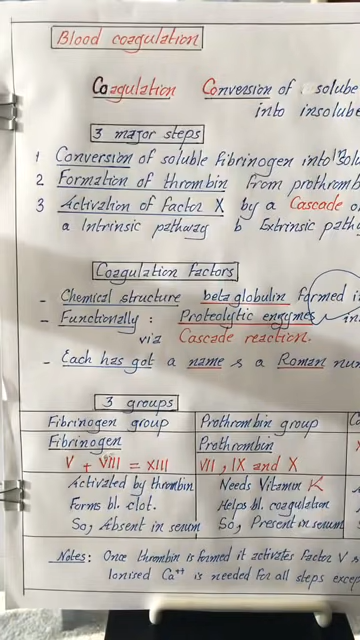 Blood coagulation
Coagulation Conversion of solube
into insolube
3 major steps
1 Conversion of soluble fibrinogen into
2 Formation of thrombin from prothromb
3 Activation of factor X by a Cascade o
a Intrinsic pathway b Extrinsic pathw
Coagulation Factors
- Chemical structure beta globulin formed i
- Functionally : Proteolytic enzymes in
via Cascade reaction.
- Each has got a name & a Roman num
3 groups
Fibrinogen group Prothrombin group
Fibrinogen Prothrombin
V + VIII = XIII VII, IX and X
Activated by thrombin Needs Vitamin K
Forms bl. clot. Helps bl. coagulation
So, Absent in serum So, Present in serum
Notes: Once thrombin is formed it activates Factor V
Ionised Ca++ is needed for all steps excep